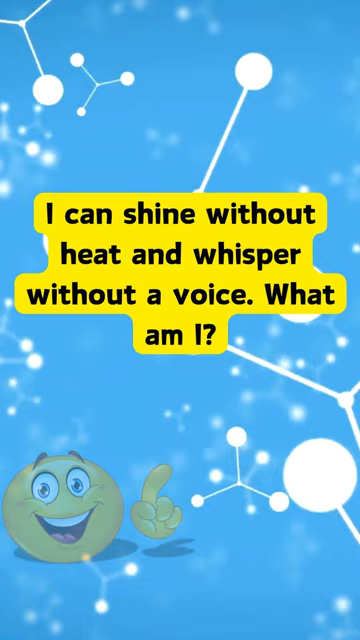 I can shine without
heat and whisper
without a voice. What
am I?